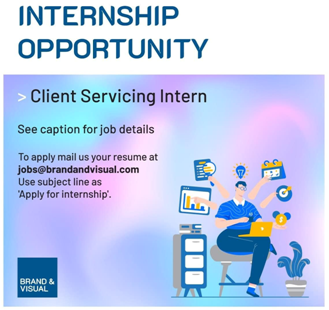 INTERNSHIP
OPPORTUNITY
> Client Servicing Intern
See caption for job details
To apply mail us your resume at
jobs@brandandvisual.com
Use subject line as
'Apply for internship'.
BRAND &
VISUAL